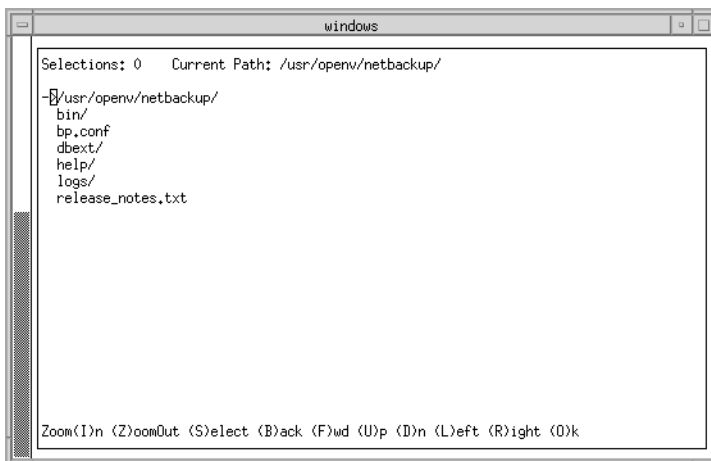 windows
Selections: 0 Current Path: /usr/openv/netbackup/
->/usr/openv/netbackup/
bin/
bp.conf
dbext/
help/
logs/
release_notes.txt
Zoom(I)n (Z)oomOut (S)elect (B)ack (F)wd (U)p (D)n (L)eft (R)ight (O)k